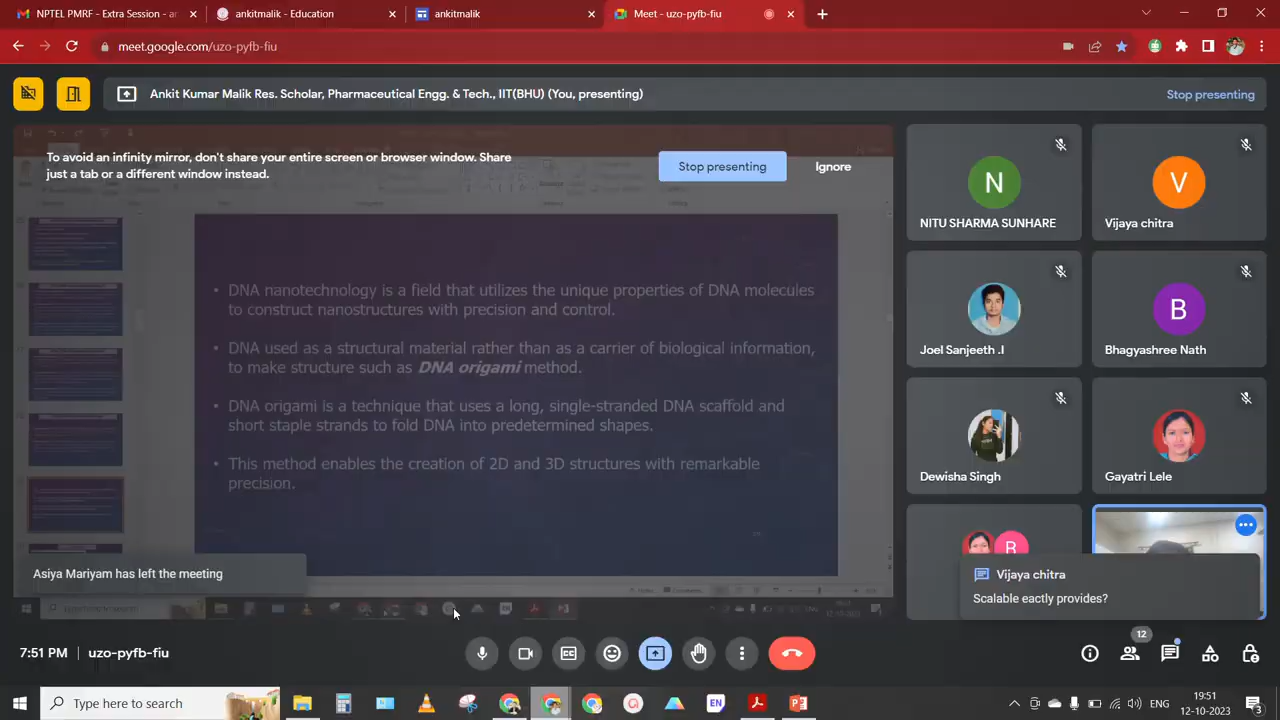 NPTEL PMRF - Extra Session - ar
ankitmalik - Education
ankitmalik
Meet - uzo-pyfb-fiu
meet.google.com/uzo-pyfb-fiu
Ankit Kumar Malik Res. Scholar, Pharmaceutical Engg. & Tech., IIT(BHU) (You, presenting)
Stop presenting
To avoid an infinity mirror, don't share your entire screen or browser window. Share
just a tab or a different window instead.
Stop presenting
Ignore
• DNA nanotechnology is a field that utilizes the unique properties of DNA molecules
to construct nanostructures with precision and control.
• DNA used as a structural material rather than as a carrier of biological information,
to make structure such as DNA origami method.
• DNA origami is a technique that uses a long, single-stranded DNA scaffold and
short staple strands to fold DNA into predetermined shapes.
• This method enables the creation of 2D and 3D structures with remarkable
precision.
NITU SHARMA SUNHARE
Vijaya chitra
Joel Sanjeeth .I
Bhagyashree Nath
Dewisha Singh
Gayatri Lele
N
V
B
R
Asiya Mariyam has left the meeting
Vijaya chitra
Scalable eactly provides?
7:51 PM | uzo-pyfb-fiu
12
Type here to search
EN
ENG
19:51
12-10-2023
3